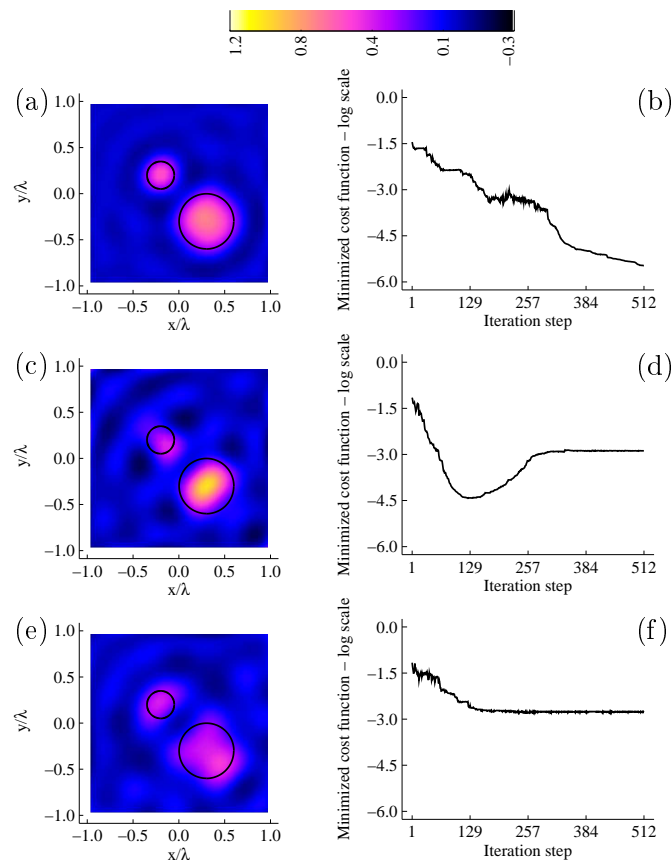 1.2 0.8 0.4 0.1 −0.3
(a)
1.0
0.5
0.0
−0.5
−1.0
y/λ
−1.0 −0.5 0.0 0.5 1.0
x/λ
(b)
0.0
−1.5
−3.0
−4.5
−6.0
Minimized cost function − log scale
1 129 257 384 512
Iteration step
(c)
1.0
0.5
0.0
−0.5
−1.0
y/λ
−1.0 −0.5 0.0 0.5 1.0
x/λ
(d)
0.0
−1.5
−3.0
−4.5
−6.0
Minimized cost function − log scale
1 129 257 384 512
Iteration step
(e)
1.0
0.5
0.0
−0.5
−1.0
y/λ
−1.0 −0.5 0.0 0.5 1.0
x/λ
(f)
0.0
−1.5
−3.0
−4.5
−6.0
Minimized cost function − log scale
1 129 257 384 512
Iteration step